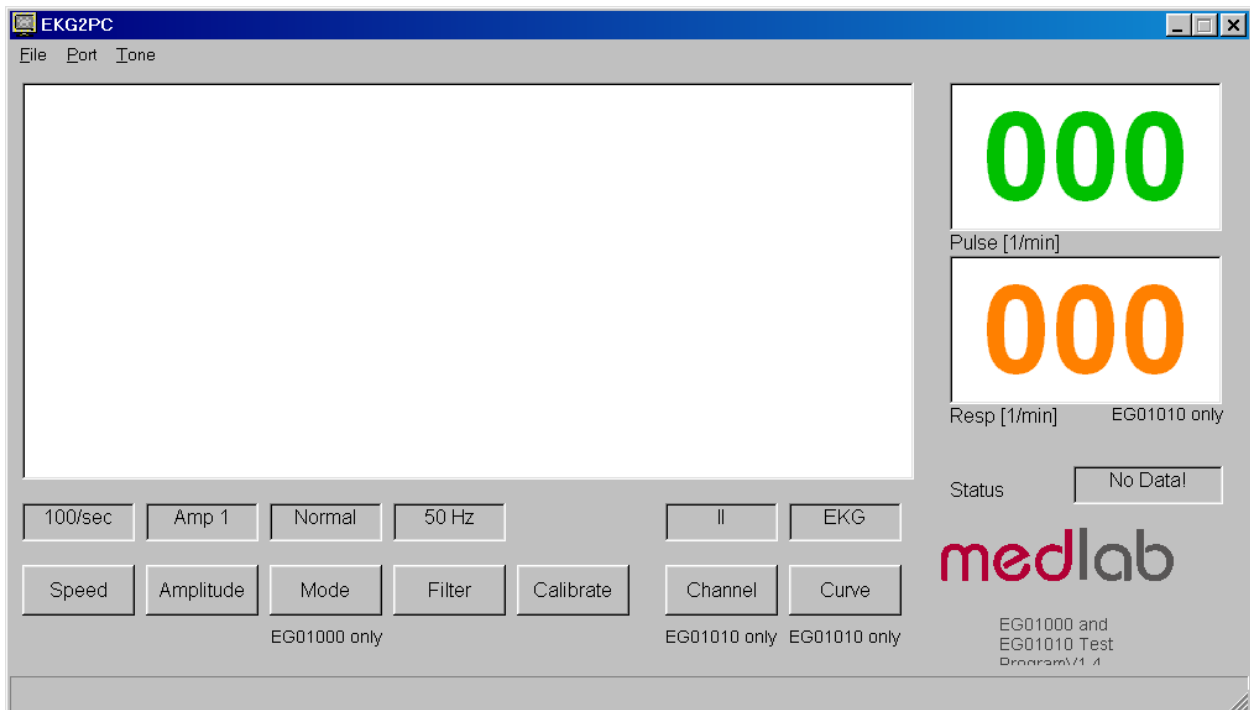 EKG2PC
File Port Tone
000
Pulse [1/min]
000
Resp [1/min] EG01010 only
Status No Data!
100/sec Amp 1 Normal 50 Hz II EKG
Speed Amplitude Mode Filter Calibrate Channel Curve
EG01000 only EG01010 only EG01010 only
medlab
EG01000 and
EG01010 Test
ProgramV1.4